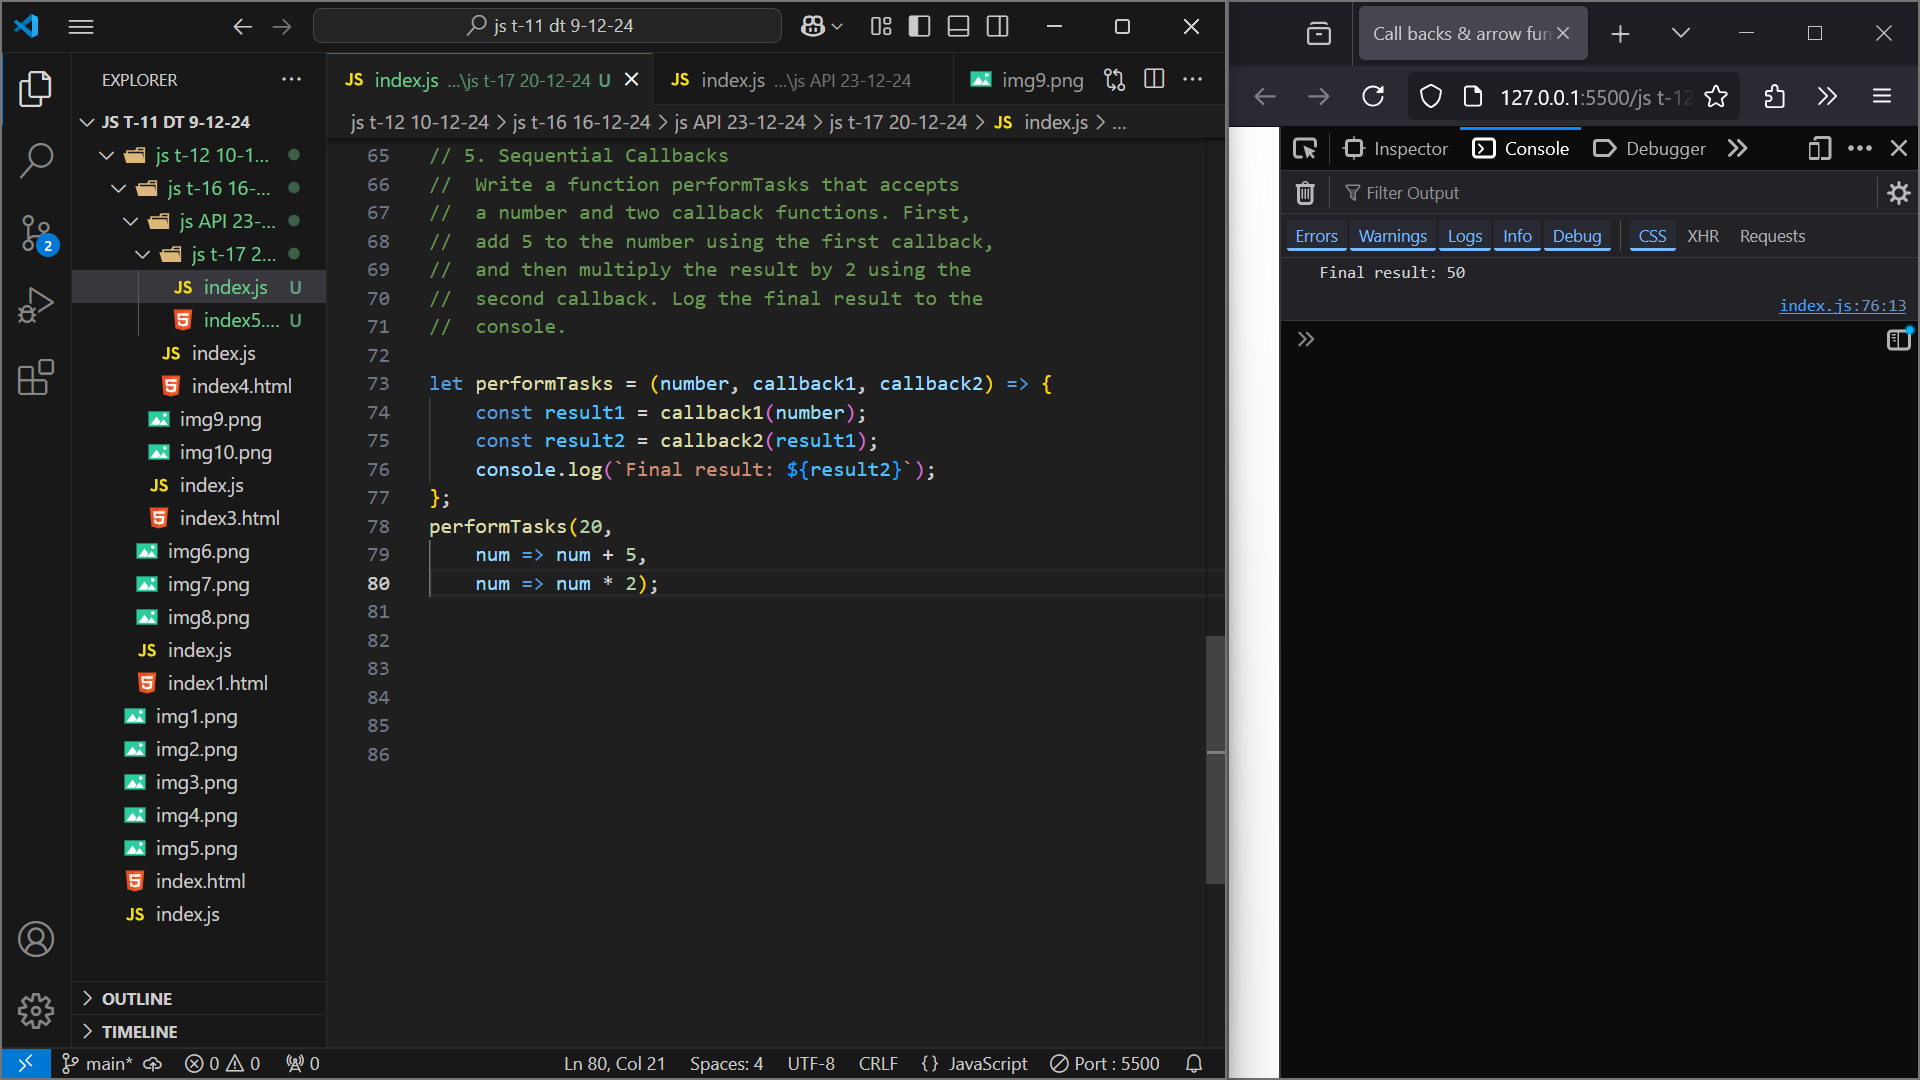 js t-11 dt 9-12-24
EXPLORER
JS T-11 DT 9-12-24
js t-12 10-1...
js t-16 16-...
js API 23-...
js t-17 2...
JS index.js U
index5.... U
JS index.js
index4.html
img9.png
img10.png
JS index.js
index3.html
img6.png
img7.png
img8.png
JS index.js
index1.html
img1.png
img2.png
img3.png
img4.png
img5.png
index.html
JS index.js
OUTLINE
TIMELINE
2
JS index.js ...\js t-17 20-12-24 U
JS index.js ...\js API 23-12-24
img9.png
js t-12 10-12-24 > js t-16 16-12-24 > js API 23-12-24 > js t-17 20-12-24 > JS index.js > ...
65 // 5. Sequential Callbacks
66 //  Write a function performTasks that accepts
67 //  a number and two callback functions. First,
68 //  add 5 to the number using the first callback,
69 //  and then multiply the result by 2 using the
70 //  second callback. Log the final result to the
71 //  console.
72
73 let performTasks = (number, callback1, callback2) => {
74     const result1 = callback1(number);
75     const result2 = callback2(result1);
76     console.log(`Final result: ${result2}`);
77 };
78 performTasks(20,
79     num => num + 5,
80     num => num * 2);
81
82
83
84
85
86
main* 0 0 0 Ln 80, Col 21 Spaces: 4 UTF-8 CRLF {} JavaScript Port : 5500
Call backs & arrow fun
127.0.0.1:5500/js t-12
Inspector Console Debugger
Filter Output
Errors Warnings Logs Info Debug CSS XHR Requests
Final result: 50
index.js:76:13